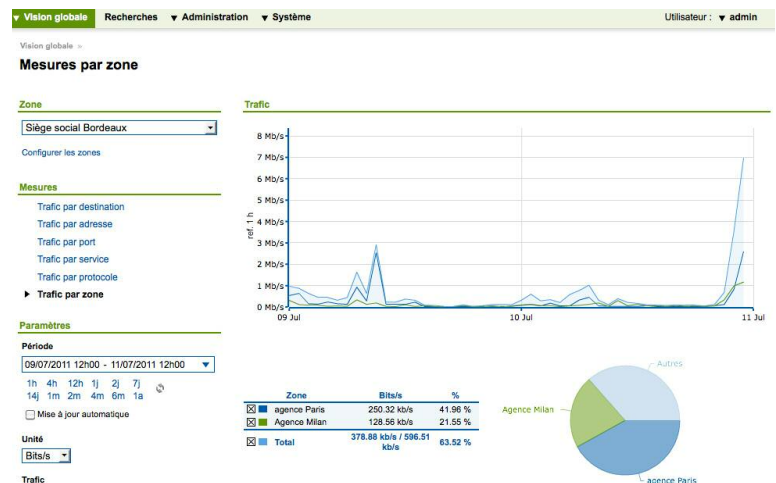 Vision globale Recherches Administration Système Utilisateur : admin
Vision globale »
Mesures par zone
Zone
Siège social Bordeaux
Configurer les zones
Mesures
Trafic par destination
Trafic par adresse
Trafic par port
Trafic par service
Trafic par protocole
Trafic par zone
Paramètres
Période
09/07/2011 12h00 - 11/07/2011 12h00
1h 4h 12h 1j 2j 7j
14j 1m 2m 4m 6m 1a
Mise à jour automatique
Unité
Bits/s
Trafic
Trafic
8 Mb/s
7 Mb/s
6 Mb/s
5 Mb/s
4 Mb/s
3 Mb/s
2 Mb/s
1 Mb/s
0 Mb/s
ref. 1 h
09 Jul 10 Jul 11 Jul
Zone Bits/s %
agence Paris 250.32 kb/s 41.96 %
Agence Milan 128.56 kb/s 21.55 %
Total 378.88 kb/s / 596.51 kb/s 63.52 %
Autres
Agence Milan
agence Paris